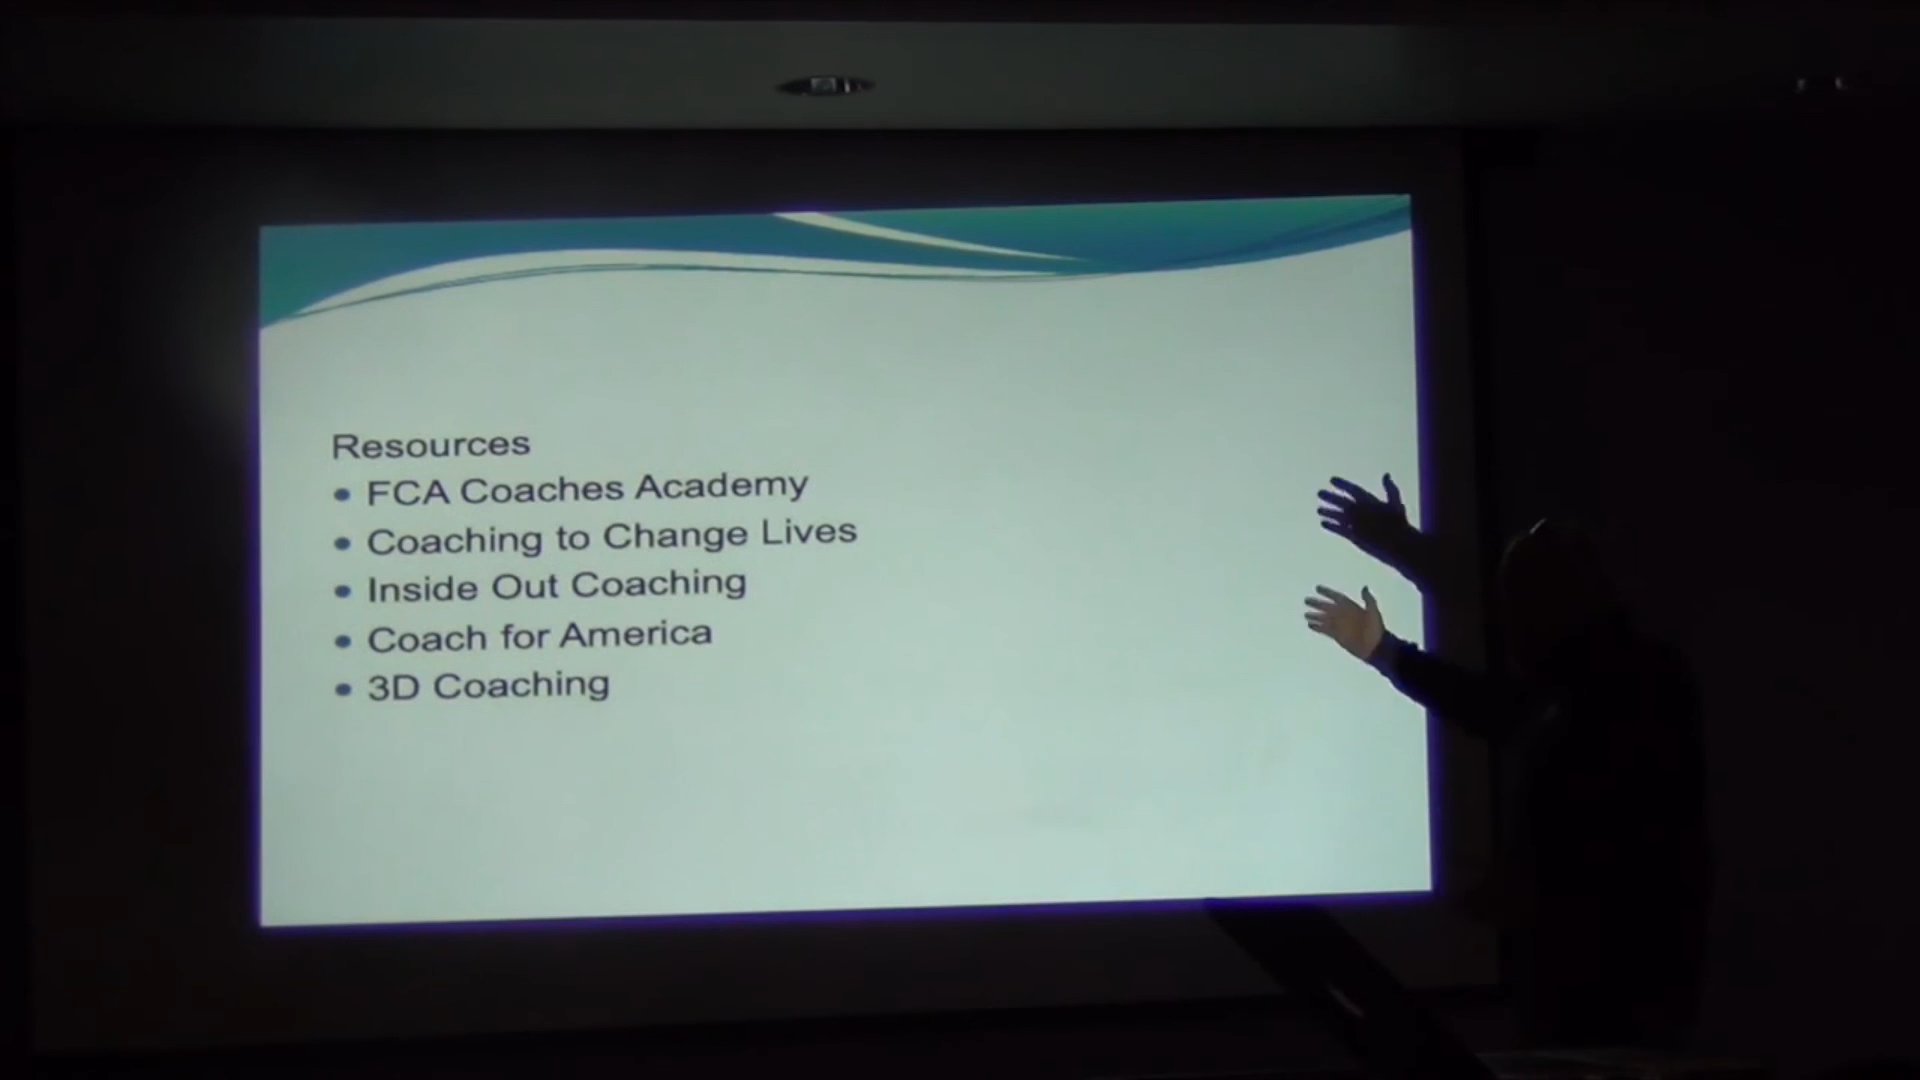 Resources
• FCA Coaches Academy
• Coaching to Change Lives
• Inside Out Coaching
• Coach for America
• 3D Coaching